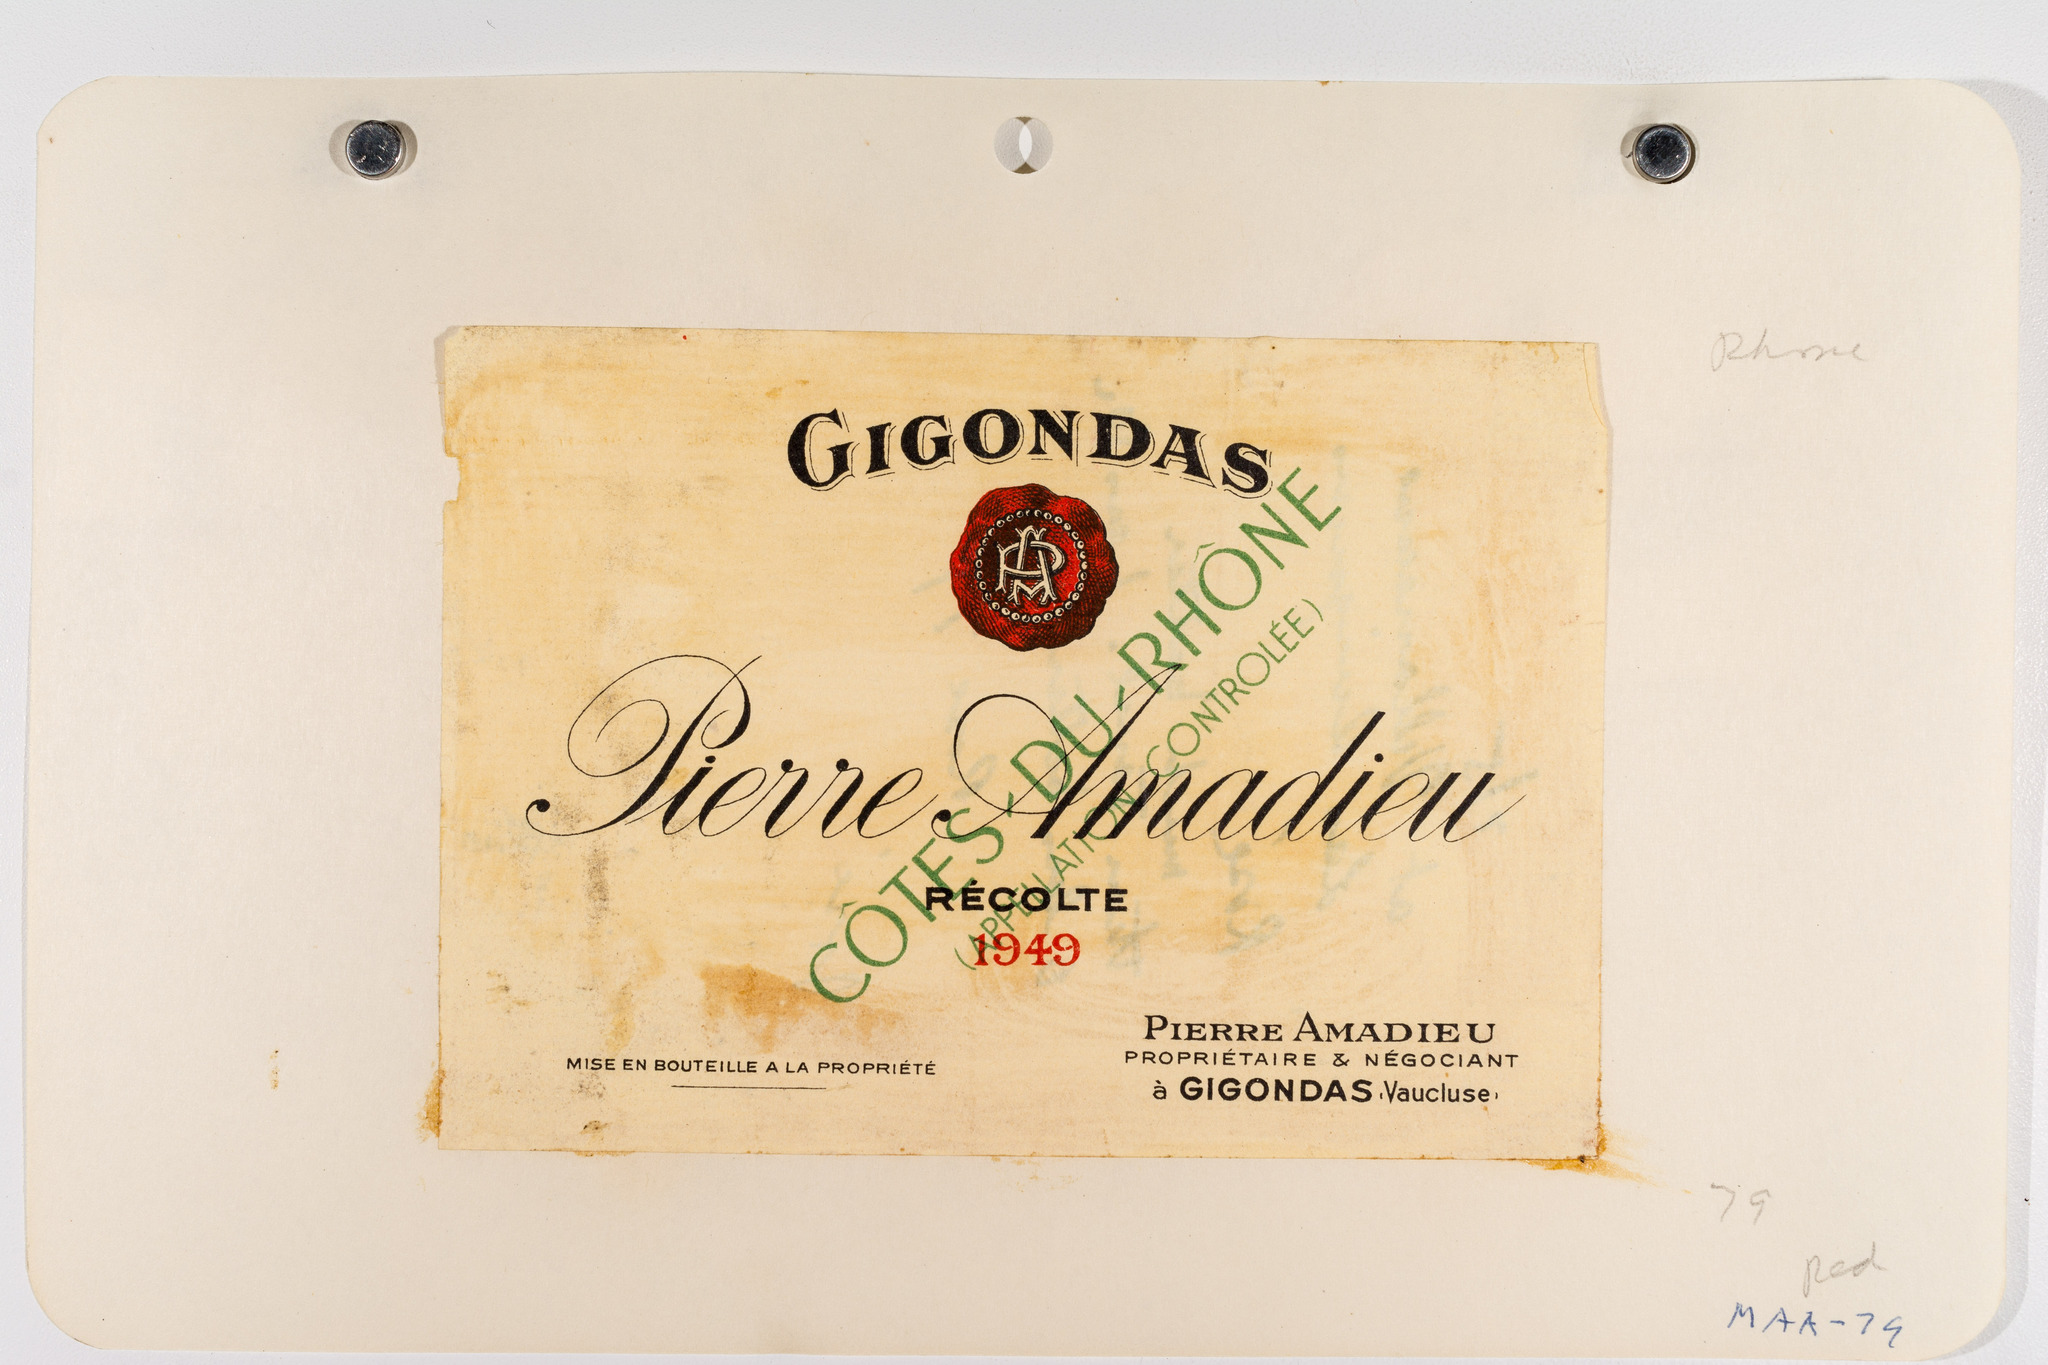 Rhone
GIGONDAS
CÔTES-DU-RHÔNE
(APPELLATION CONTROLÉE)
Pierre Amadieu
RÉCOLTE
1949
MISE EN BOUTEILLE A LA PROPRIÉTÉ
PIERRE AMADIEU
PROPRIÉTAIRE & NÉGOCIANT
à GIGONDAS (Vaucluse)
79
Red
MAR-79